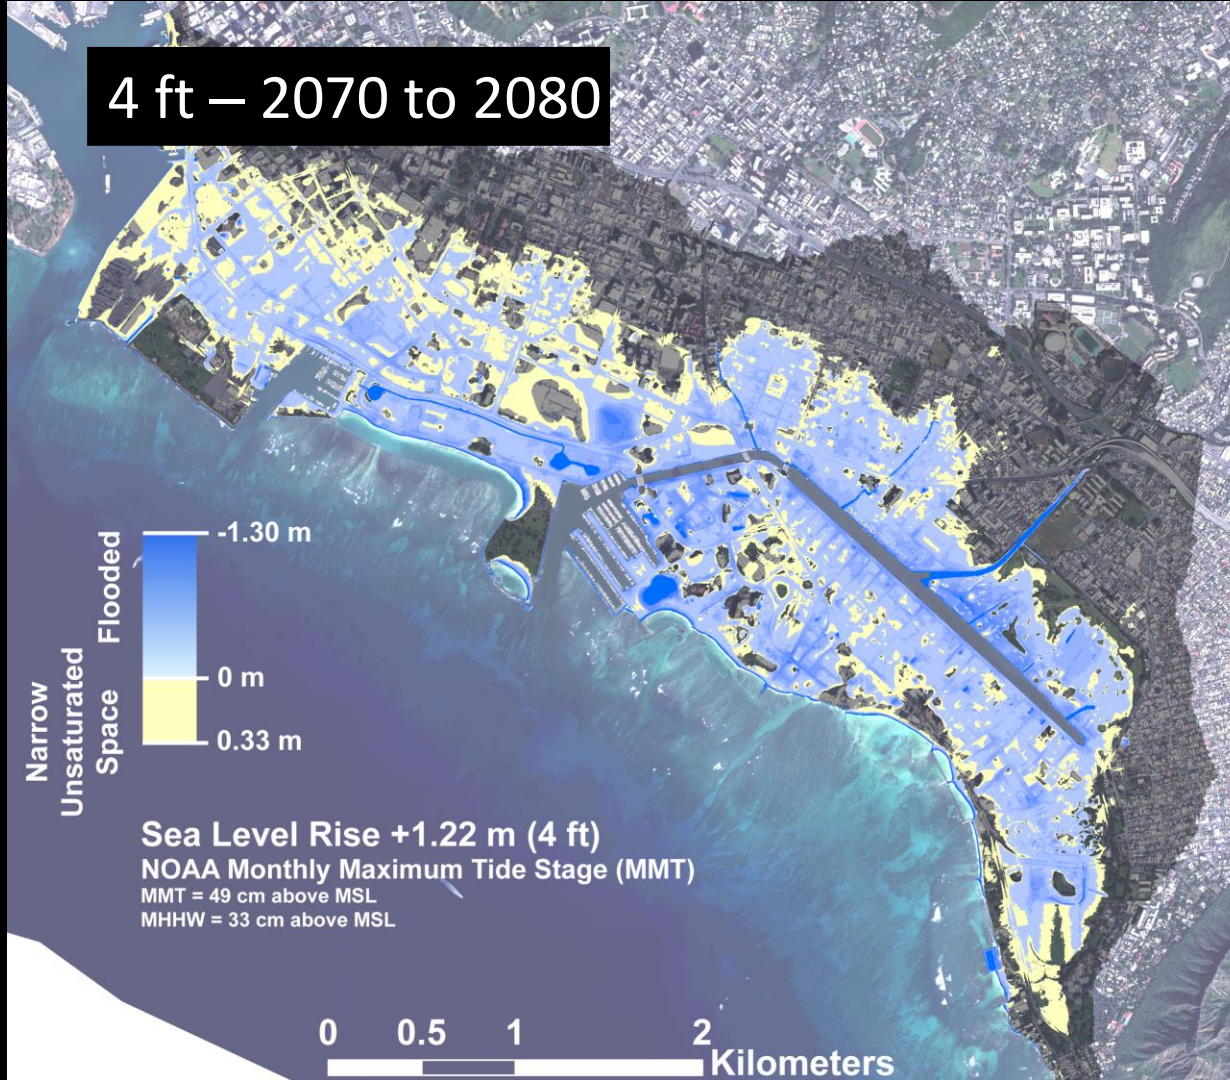 4 ft – 2070 to 2080
-1.30 m
Flooded
0 m
Narrow
Unsaturated
Space
0.33 m
Sea Level Rise +1.22 m (4 ft)
NOAA Monthly Maximum Tide Stage (MMT)
MMT = 49 cm above MSL
MHHW = 33 cm above MSL
0 0.5 1 2
Kilometers